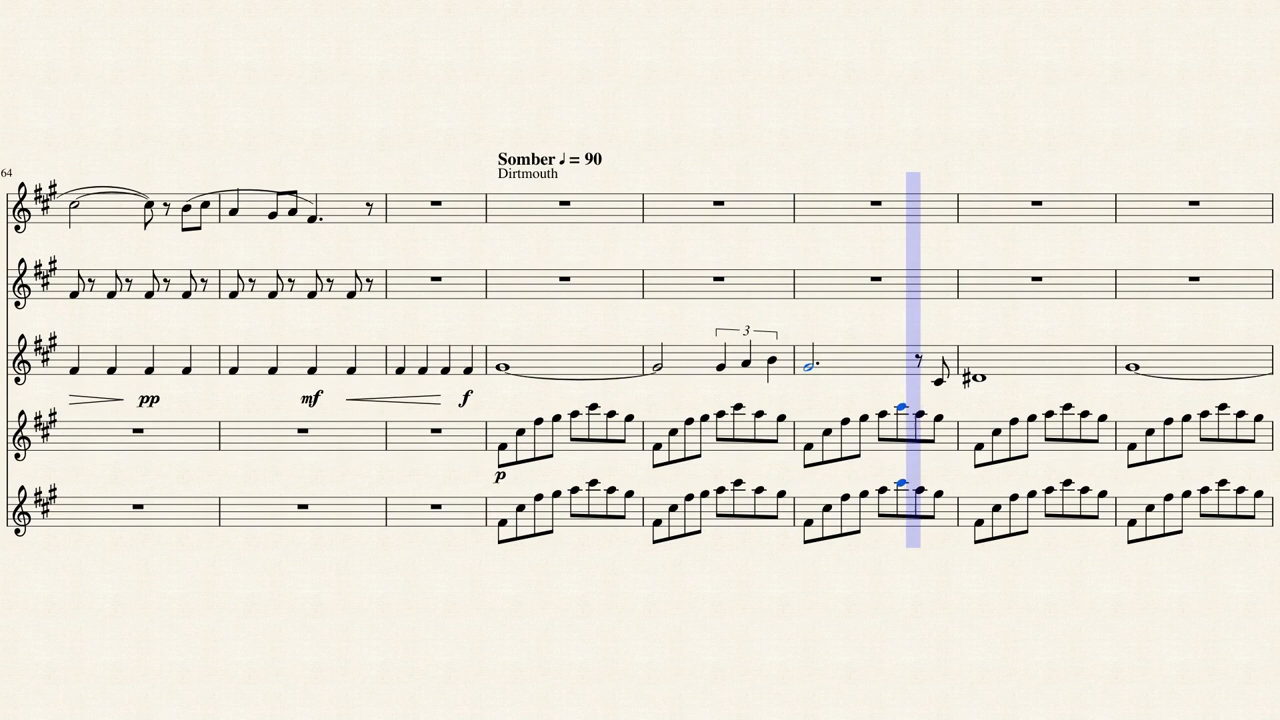 64
Somber ♩ = 90
Dirtmouth
3
pp
mf
f
p